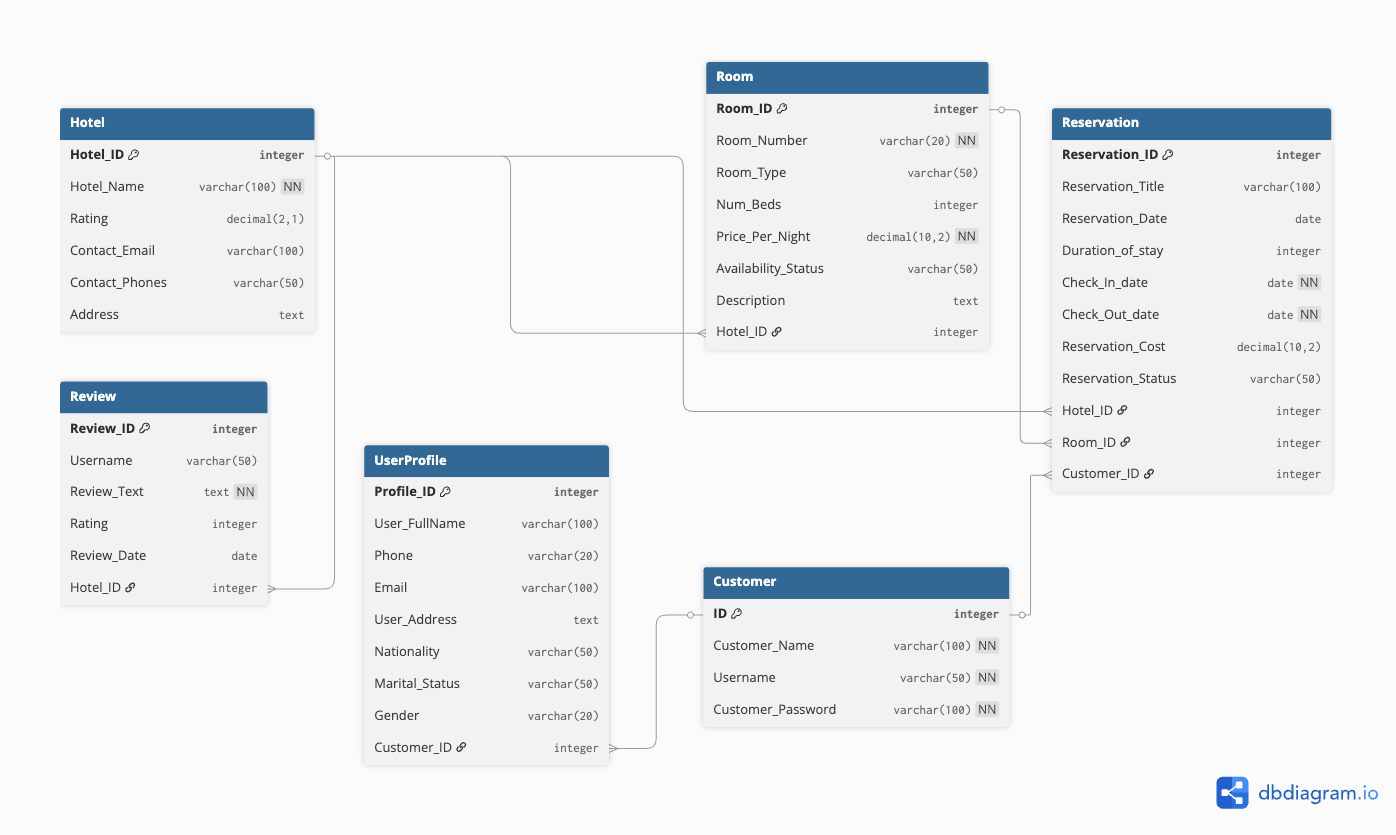 Hotel
Hotel_ID integer
Hotel_Name varchar(100) NN
Rating decimal(2,1)
Contact_Email varchar(100)
Contact_Phones varchar(50)
Address text
Review
Review_ID integer
Username varchar(50)
Review_Text text NN
Rating integer
Review_Date date
Hotel_ID integer
UserProfile
Profile_ID integer
User_FullName varchar(100)
Phone varchar(20)
Email varchar(100)
User_Address text
Nationality varchar(50)
Marital_Status varchar(50)
Gender varchar(20)
Customer_ID integer
Room
Room_ID integer
Room_Number varchar(20) NN
Room_Type varchar(50)
Num_Beds integer
Price_Per_Night decimal(10,2) NN
Availability_Status varchar(50)
Description text
Hotel_ID integer
Customer
ID integer
Customer_Name varchar(100) NN
Username varchar(50) NN
Customer_Password varchar(100) NN
Reservation
Reservation_ID integer
Reservation_Title varchar(100)
Reservation_Date date
Duration_of_stay integer
Check_In_date date NN
Check_Out_date date NN
Reservation_Cost decimal(10,2)
Reservation_Status varchar(50)
Hotel_ID integer
Room_ID integer
Customer_ID integer
dbdiagram.io